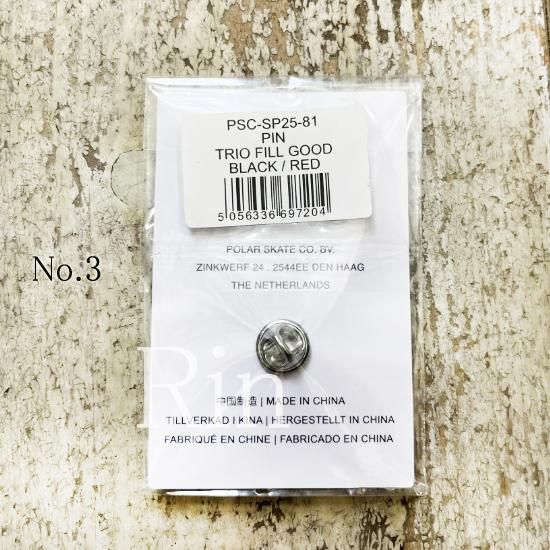 PSC-SP25-81
PIN
TRIO FILL GOOD
BLACK / RED
5 056336 697204
POLAR SKATE CO. BV.
ZINKWERF 24 . 2544EE DEN HAAG
THE NETHERLANDS
No.3
Rin
中国制造 | MADE IN CHINA
TILLVERKAD I KINA | HERGESTELLT IN CHINA
FABRIQUÉ EN CHINE | FABRICADO EN CHINA